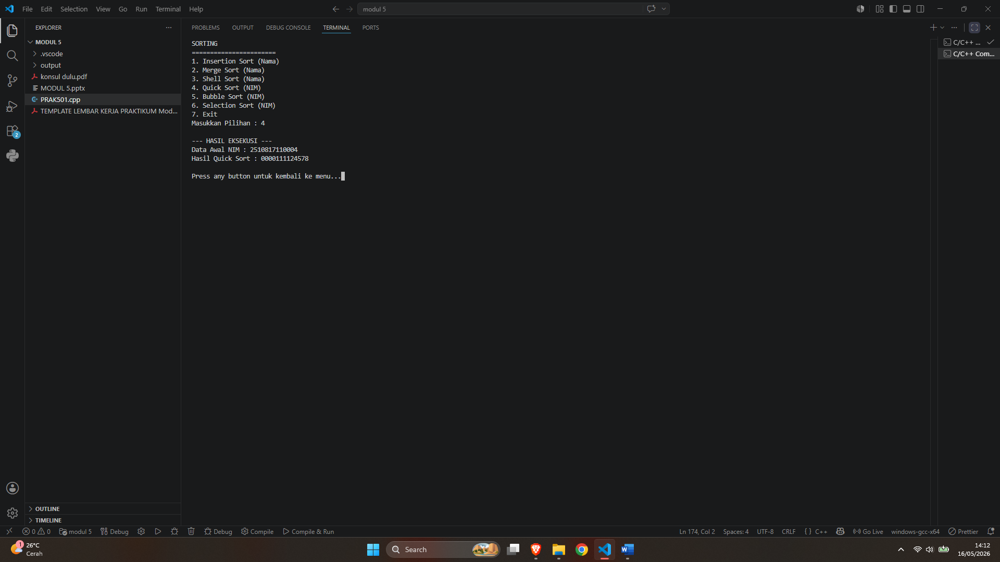 File Edit Selection View Go Run Terminal Help
modul 5
EXPLORER
MODUL 5
.vscode
output
konsul dulu.pdf
MODUL 5.pptx
PRAK501.cpp
TEMPLATE LEMBAR KERJA PRAKTIKUM Mod...
OUTLINE
TIMELINE
PROBLEMS OUTPUT DEBUG CONSOLE TERMINAL PORTS
SORTING
=======================
1. Insertion Sort (Nama)
2. Merge Sort (Nama)
3. Shell Sort (Nama)
4. Quick Sort (NIM)
5. Bubble Sort (NIM)
6. Selection Sort (NIM)
7. Exit
Masukkan Pilihan : 4
--- HASIL EKSEKUSI ---
Data Awal NIM : 2510817110004
Hasil Quick Sort : 0000111124578
Press any button untuk kembali ke menu...
C/C++ ...
C/C++ Com...
2
0 0 modul 5 Debug Debug Compile Compile & Run
Ln 174, Col 2 Spaces: 4 UTF-8 CRLF {} C++ Go Live windows-gcc-x64 Prettier
1
26°C
Cerah
Search
14:12
16/05/2026